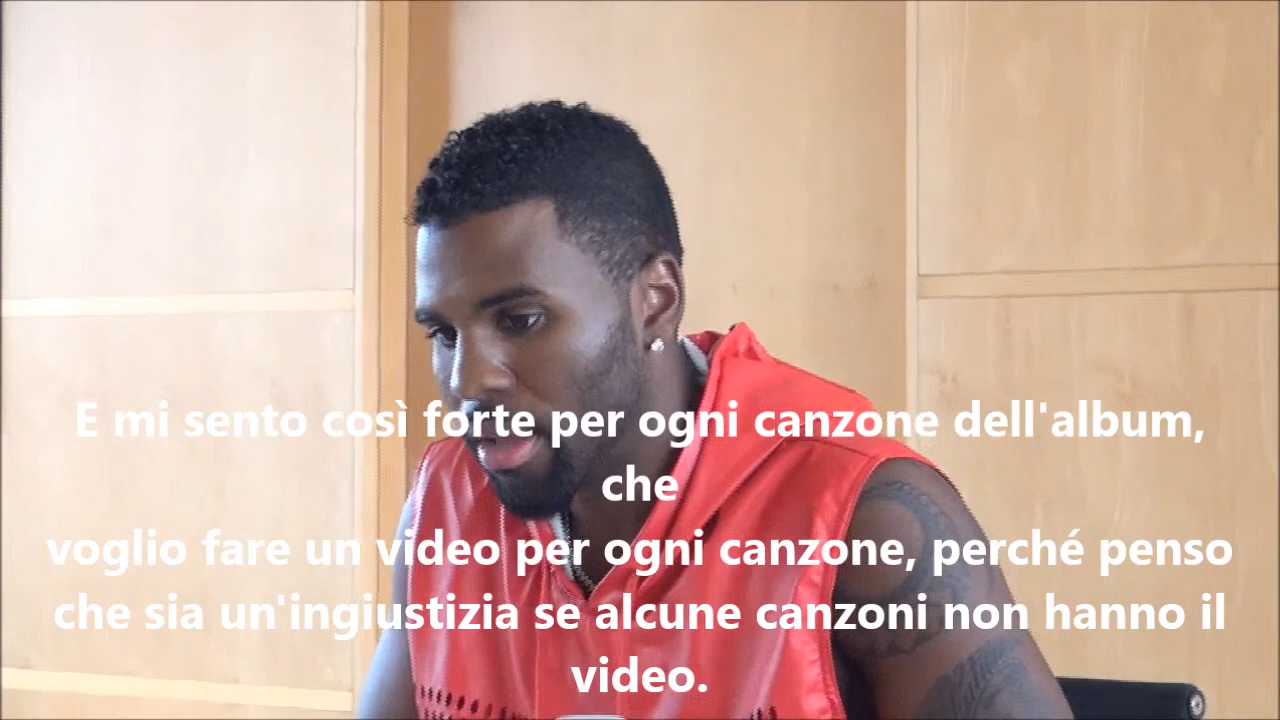 E mi sento così forte per ogni canzone dell'album,
che
voglio fare un video per ogni canzone, perché penso
che sia un'ingiustizia se alcune canzoni non hanno il
video.